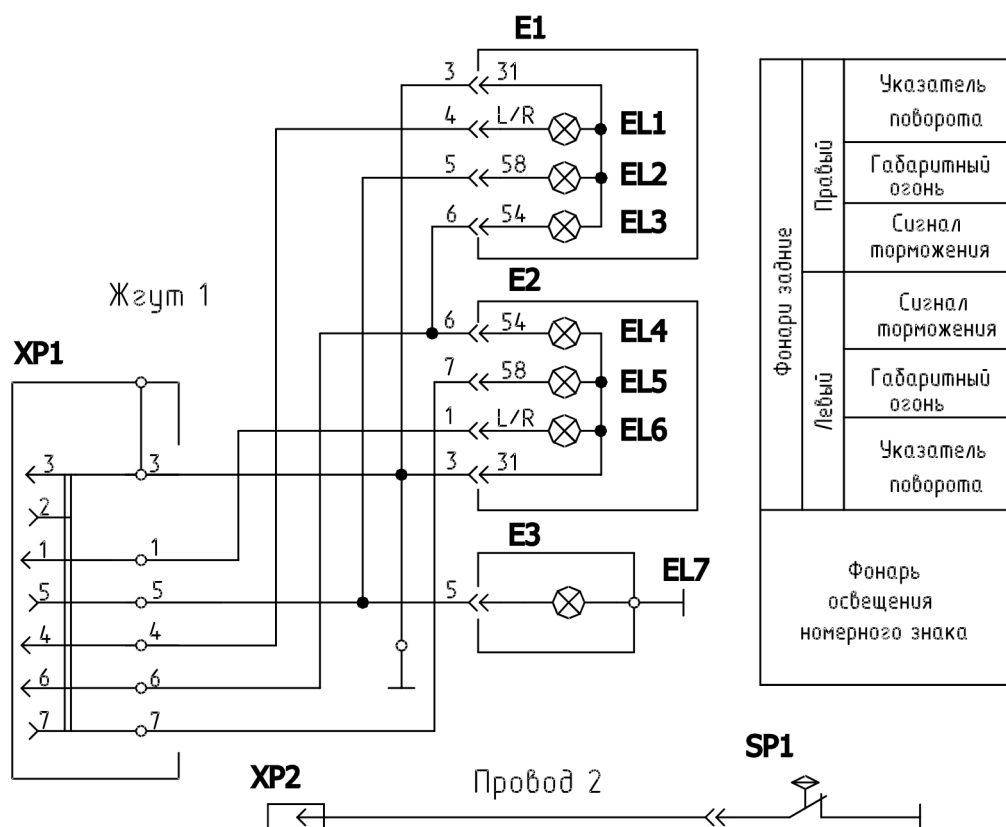 E1
3 31
4 L/R EL1
5 58 EL2
6 54 EL3
E2
6 54 EL4
7 58 EL5
1 L/R EL6
3 31
E3
5 EL7
Жгут 1
XP1
3 3
2
1 1
5 5
4 4
6 6
7 7
XP2
Провод 2
SP1
Фонари задние
Правый
Указатель
поворота
Габаритный
огонь
Сигнал
торможения
Левый
Сигнал
торможения
Габаритный
огонь
Указатель
поворота
Фонарь
освещения
номерного знака